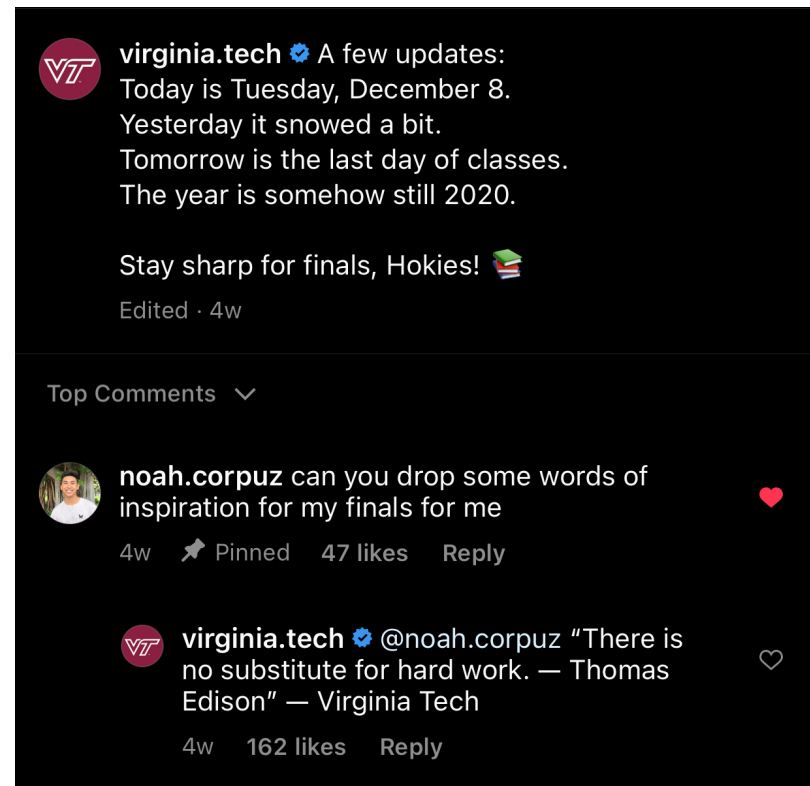 VT
virginia.tech A few updates:
Today is Tuesday, December 8.
Yesterday it snowed a bit.
Tomorrow is the last day of classes.
The year is somehow still 2020.
Stay sharp for finals, Hokies! 📚
Edited · 4w
Top Comments
noah.corpuz can you drop some words of
inspiration for my finals for me
4w Pinned 47 likes Reply
VT
virginia.tech @noah.corpuz “There is
no substitute for hard work. — Thomas
Edison” — Virginia Tech
4w 162 likes Reply